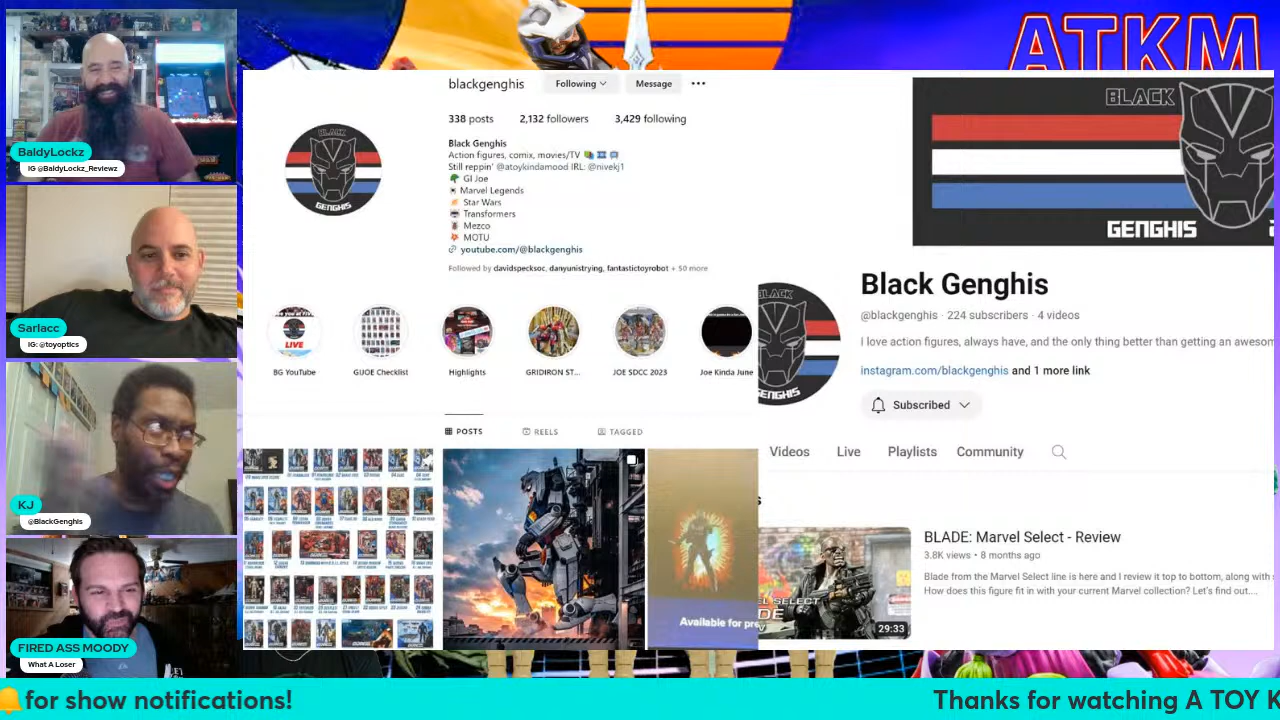 ATKM
BaldyLockz
IG @BaldyLockz_Reviewz
Sarlacc
IG: @toyoptics
KJ
@BlackGenghis
FIRED ASS MOODY
What A Loser
blackgenghis
Following
Message
338 posts
2,132 followers
3,429 following
Black Genghis
Action figures, comix, movies/TV
Still reppin' @atoykindamood IRL: @nivekj1
GI Joe
Marvel Legends
Star Wars
Transformers
Mezco
MOTU
youtube.com/@blackgenghis
Followed by davidspecksoc, danyunistrying, fantastictoyrobot + 50 more
BLACK
GENGHIS
LIVE
BG YouTube
GIJOE Checklist
Highlights
GRIDIRON ST...
JOE SDCC 2023
Joe Kinda June
POSTS
REELS
TAGGED
Available for pre
BLACK
GENGHIS
Black Genghis
@blackgenghis · 224 subscribers · 4 videos
I love action figures, always have, and the only thing better than getting an awesom
instagram.com/blackgenghis and 1 more link
Subscribed
Videos
Live
Playlists
Community
BLADE: Marvel Select - Review
3.8K views • 8 months ago
Blade from the Marvel Select line is here and I review it top to bottom, along with
How does this figure fit in with your current Marvel collection? Let's find out....
29:33
for show notifications!
Thanks for watching A TOY K